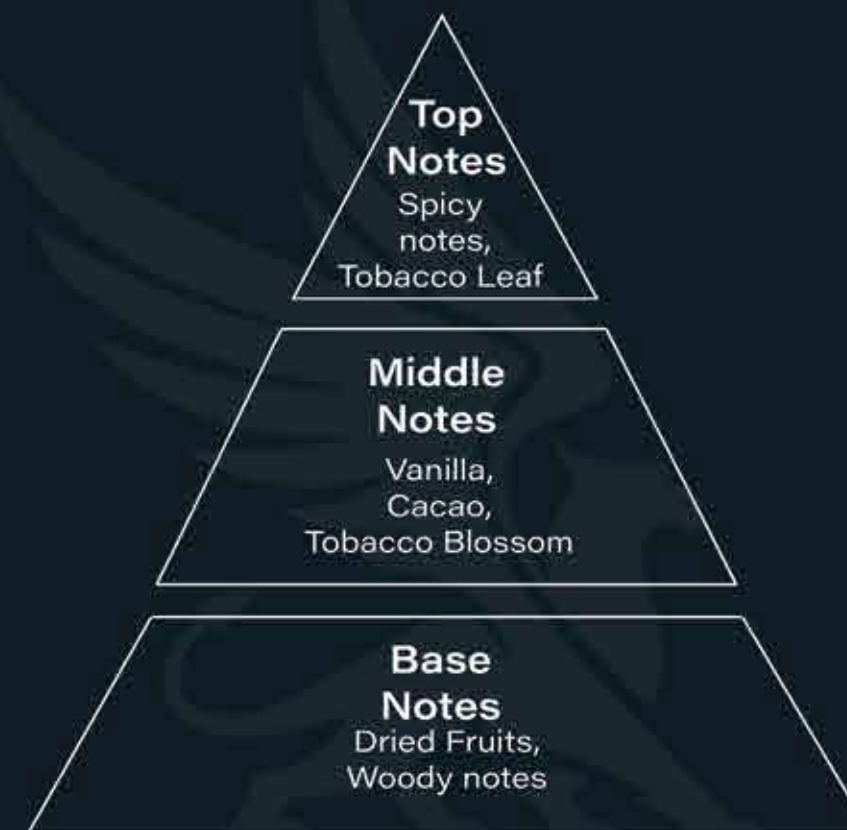 Top
Notes
Spicy
notes,
Tobacco Leaf
Middle
Notes
Vanilla,
Cacao,
Tobacco Blossom
Base
Notes
Dried Fruits,
Woody notes